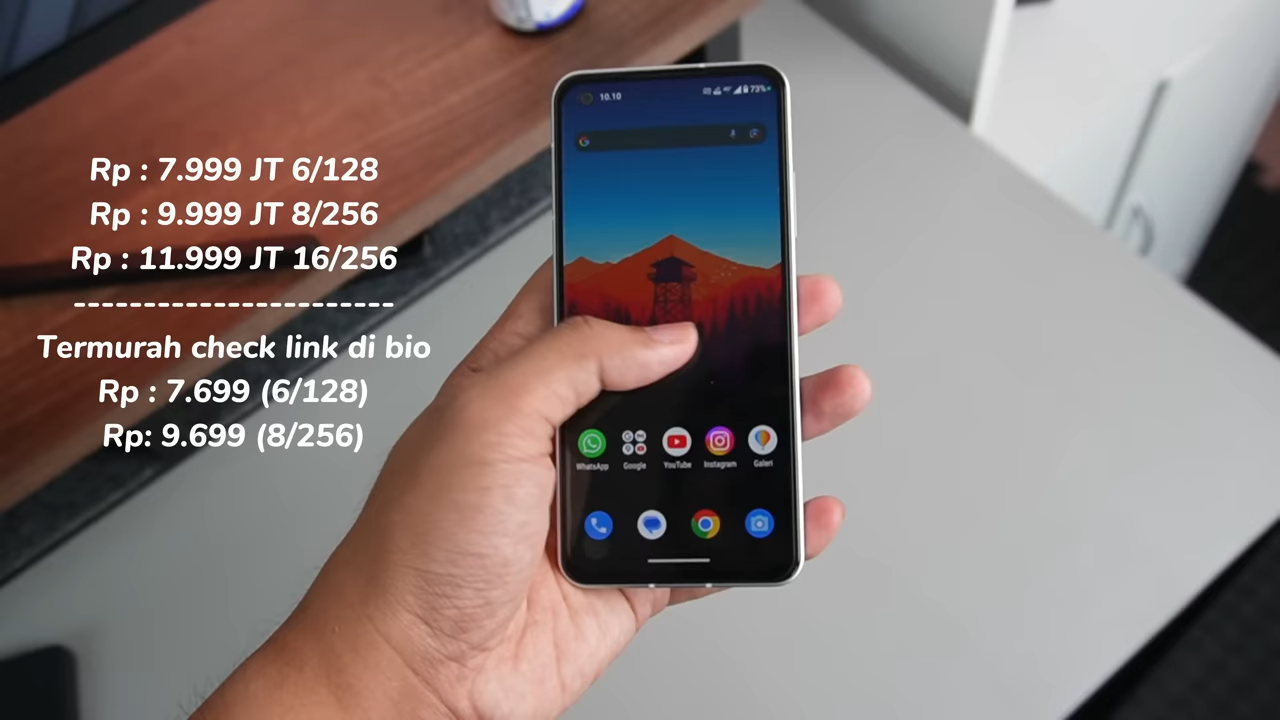 Rp : 7.999 JT 6/128
Rp : 9.999 JT 8/256
Rp : 11.999 JT 16/256
-----------------------
Termurah check link di bio
Rp : 7.699 (6/128)
Rp: 9.699 (8/256)
10.10
73%
WhatsApp Google YouTube Instagram Galeri